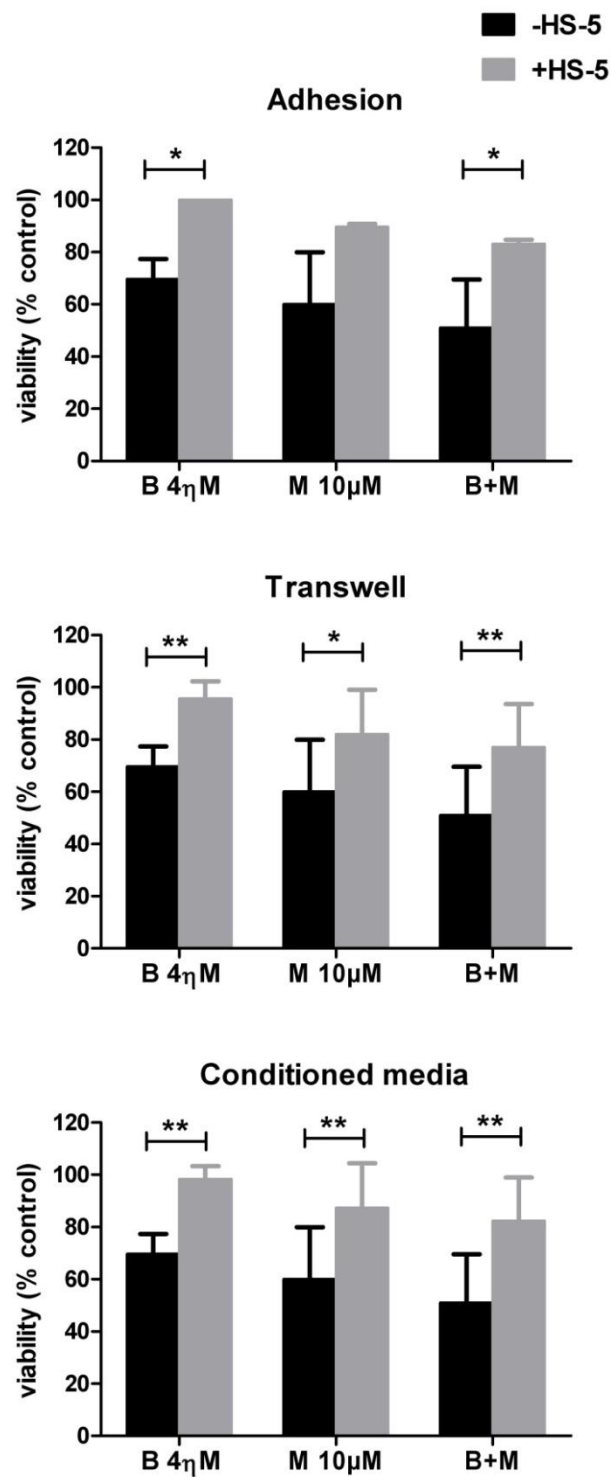 -HS-5
+HS-5
Adhesion
viability (% control)
120
100
80
60
40
20
0
*
*
B 4ηM
M 10µM
B+M
Transwell
viability (% control)
120
100
80
60
40
20
0
**
*
**
B 4ηM
M 10µM
B+M
Conditioned media
viability (% control)
120
100
80
60
40
20
0
**
**
**
B 4ηM
M 10µM
B+M